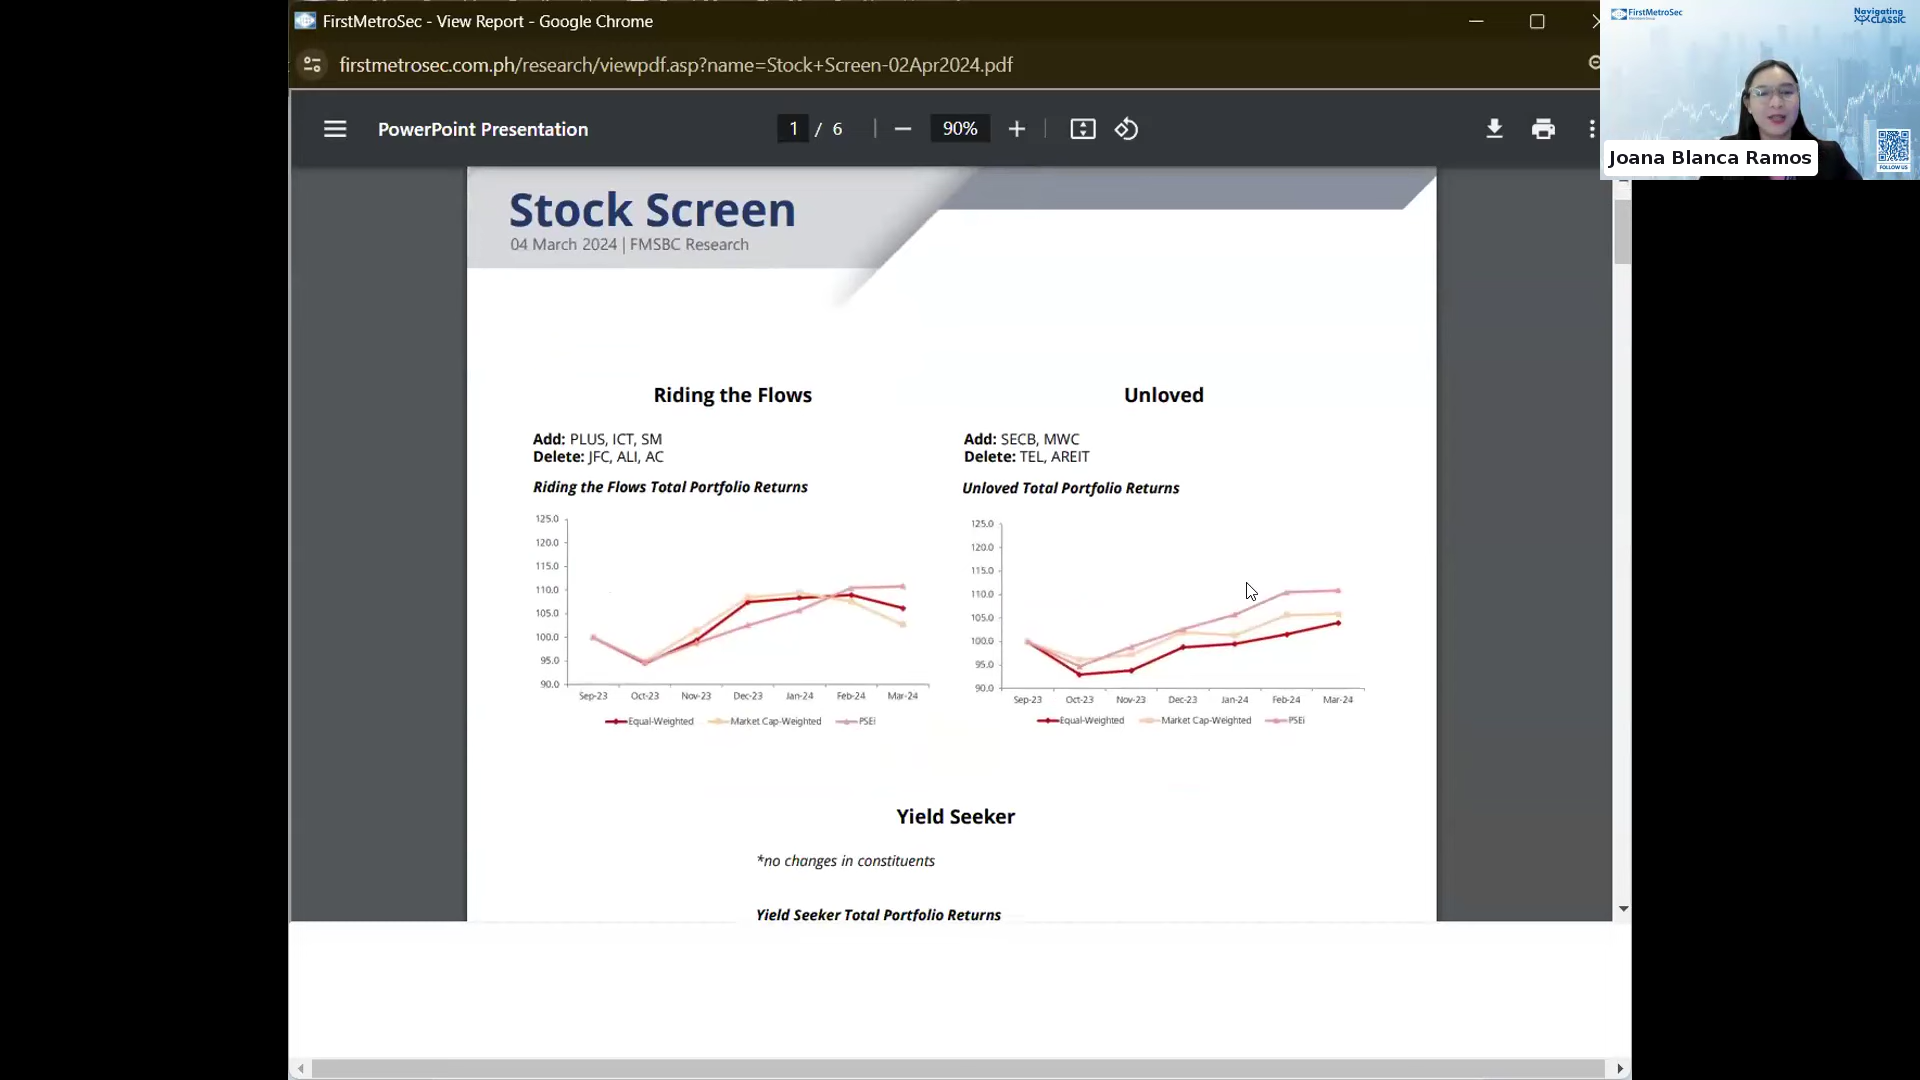 FirstMetroSec - View Report - Google Chrome
firstmetrosec.com.ph/research/viewpdf.asp?name=Stock+Screen-02Apr2024.pdf
FirstMetroSec
Navigating
CLASSIC
Joana Blanca Ramos
FOLLOW US
PowerPoint Presentation
1 / 6
90%
Stock Screen
04 March 2024 | FMSBC Research
Riding the Flows
Add: PLUS, ICT, SM
Delete: JFC, ALI, AC
Riding the Flows Total Portfolio Returns
125.0
120.0
115.0
110.0
105.0
100.0
95.0
90.0
Sep-23 Oct-23 Nov-23 Dec-23 Jan-24 Feb-24 Mar-24
Equal-Weighted Market Cap-Weighted PSEi
Unloved
Add: SECB, MWC
Delete: TEL, AREIT
Unloved Total Portfolio Returns
125.0
120.0
115.0
110.0
105.0
100.0
95.0
90.0
Sep-23 Oct-23 Nov-23 Dec-23 Jan-24 Feb-24 Mar-24
Equal-Weighted Market Cap-Weighted PSEi
Yield Seeker
*no changes in constituents
Yield Seeker Total Portfolio Returns